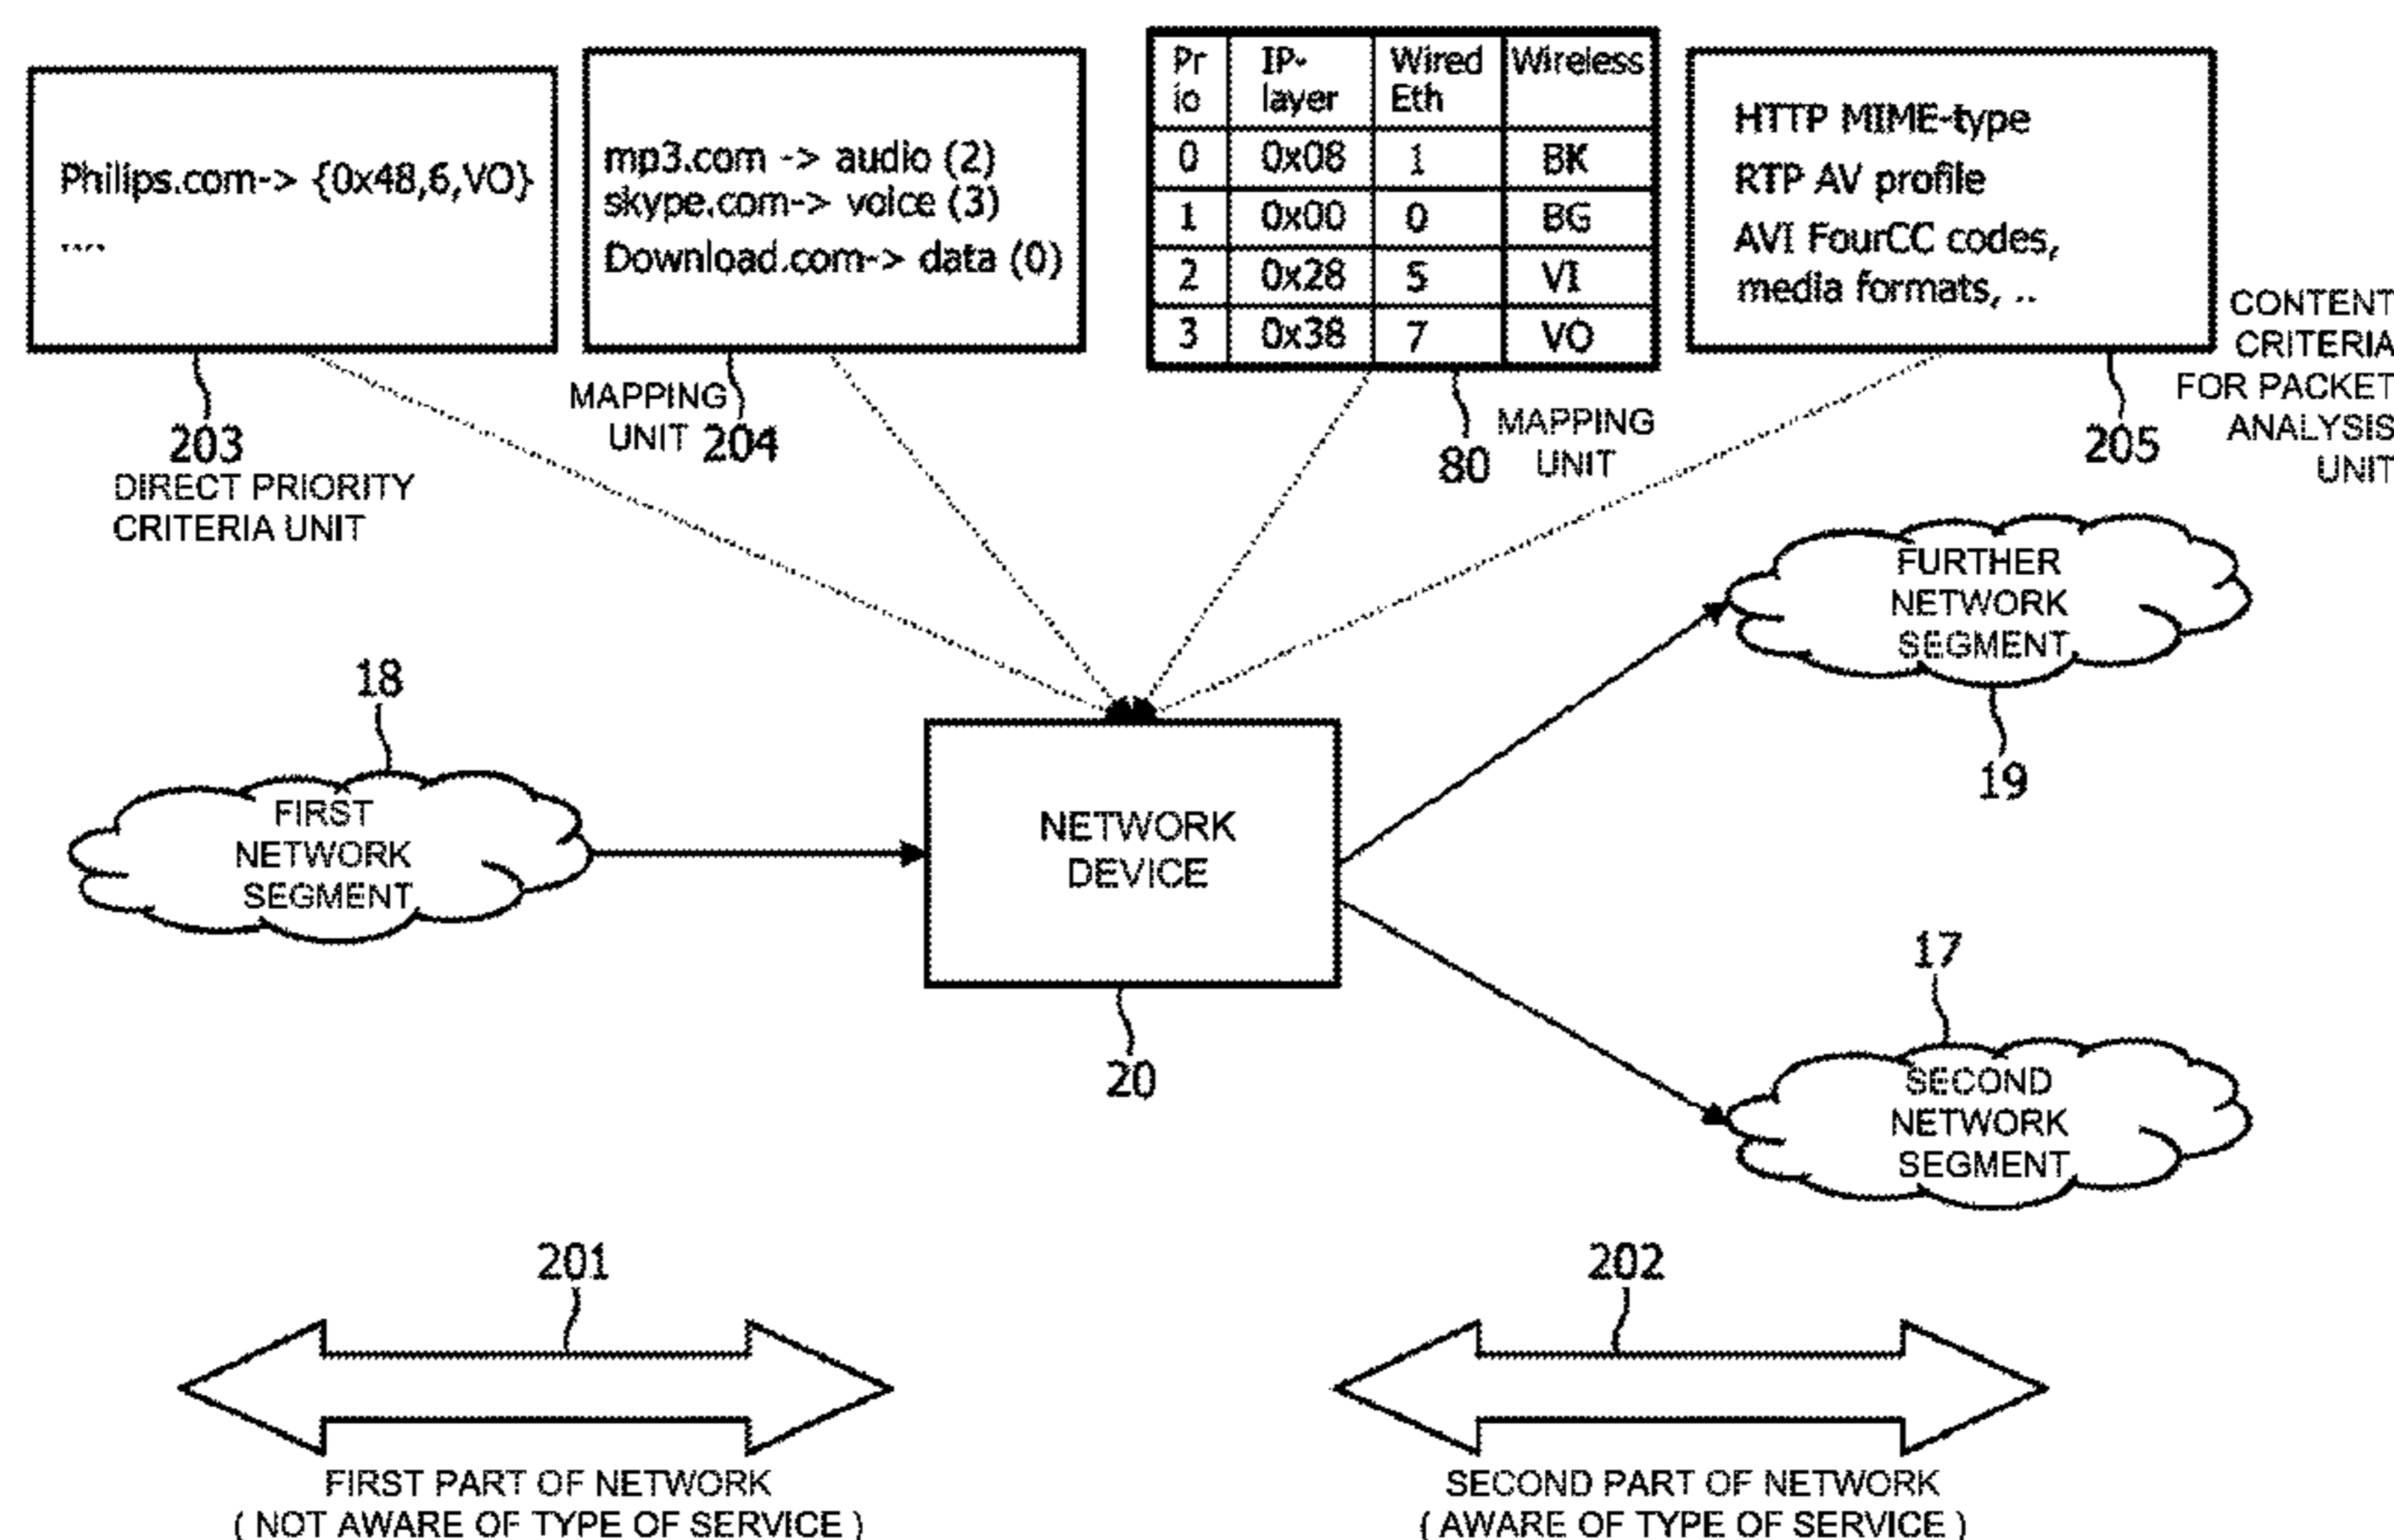 Philips.com-> {0x48,6,VO}
....
203
DIRECT PRIORITY
CRITERIA UNIT
mp3.com -> audio (2)
skype.com-> voice (3)
Download.com-> data (0)
MAPPING
UNIT 204
Pr io IP-layer Wired Eth Wireless
0 0x08 1 BK
1 0x00 0 BG
2 0x28 5 VI
3 0x38 7 VO
80
MAPPING
UNIT
HTTP MIME-type
RTP AV profile
AVI FourCC codes,
media formats, ..
205
CONTENT
CRITERIA
FOR PACKET
ANALYSIS
UNIT
18
FIRST
NETWORK
SEGMENT
NETWORK
DEVICE
20
FURTHER
NETWORK
SEGMENT
19
17
SECOND
NETWORK
SEGMENT
201
FIRST PART OF NETWORK
( NOT AWARE OF TYPE OF SERVICE )
202
SECOND PART OF NETWORK
( AWARE OF TYPE OF SERVICE )